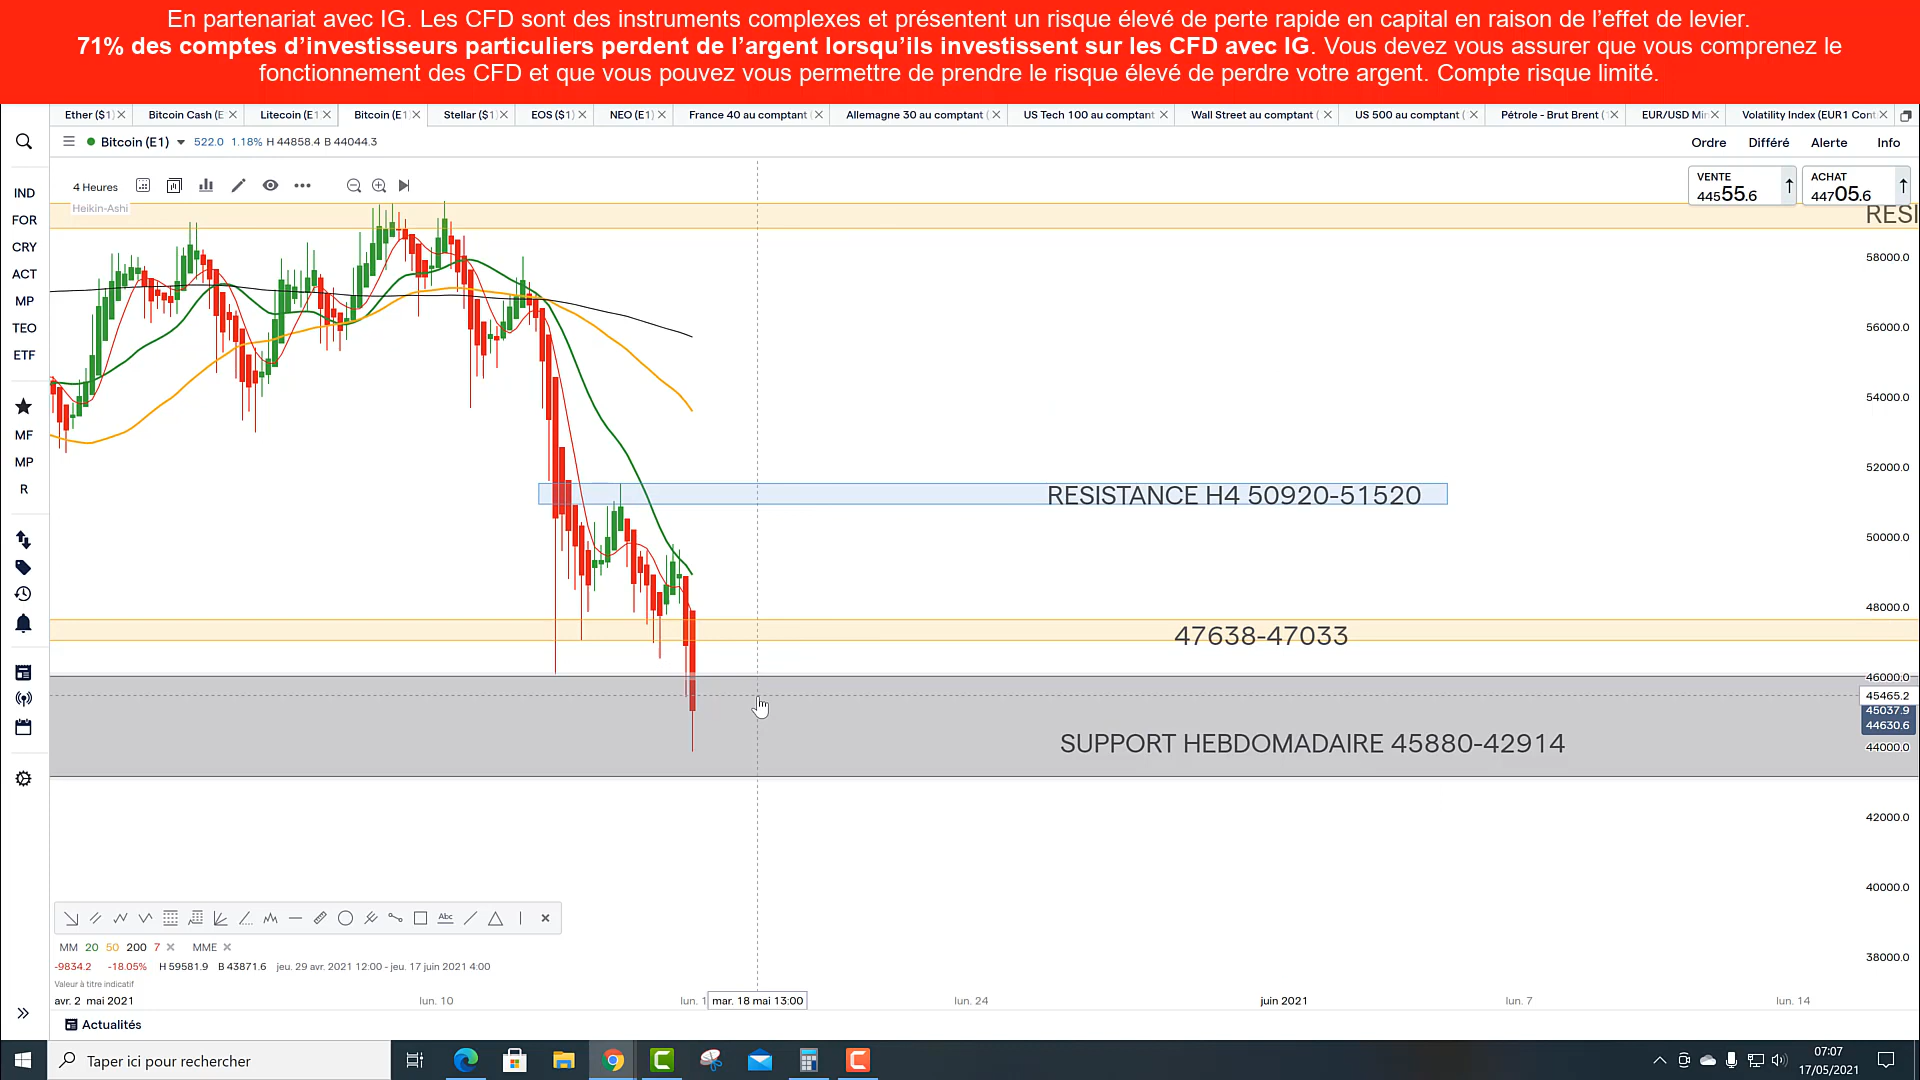 En partenariat avec IG. Les CFD sont des instruments complexes et présentent un risque élevé de perte rapide en capital en raison de l'effet de levier.
71% des comptes d'investisseurs particuliers perdent de l'argent lorsqu'ils investissent sur les CFD avec IG. Vous devez vous assurer que vous comprenez le
fonctionnement des CFD et que vous pouvez vous permettre de prendre le risque élevé de perdre votre argent. Compte risque limité.
Ether ($1) Bitcoin Cash (E Litecoin (E1 Bitcoin (E1) Stellar ($1) EOS ($1) NEO (E1) France 40 au comptant ( Allemagne 30 au comptant ( US Tech 100 au comptant Wall Street au comptant ( US 500 au comptant ( Pétrole - Brut Brent ( EUR/USD Mi Volatility Index (EUR1 Cont
Bitcoin (E1) 522.0 1.18% H 44858.4 B 44044.3
Ordre Différé Alerte Info
4 Heures
Heikin-Ashi
VENTE
44555.6
ACHAT
44705.6
IND
FOR
CRY
ACT
MP
TEO
ETF
MF
MP
R
RESI
58000.0
56000.0
54000.0
52000.0
RESISTANCE H4 50920-51520
50000.0
48000.0
47638-47033
46000.0
45465.2
45037.9
44630.6
SUPPORT HEBDOMADAIRE 45880-42914
44000.0
42000.0
40000.0
38000.0
Abc
MM 20 50 200 7 MME
-9834.2 -18.05% H 59581.9 B 43871.6 jeu. 29 avr. 2021 12:00 - jeu. 17 juin 2021 4:00
Valeur à titre indicatif
avr. 2 mai 2021 lun. 10 lun. 1 mar. 18 mai 13:00 lun. 24 juin 2021 lun. 7 lun. 14
Actualités
Taper ici pour rechercher
07:07
17/05/2021